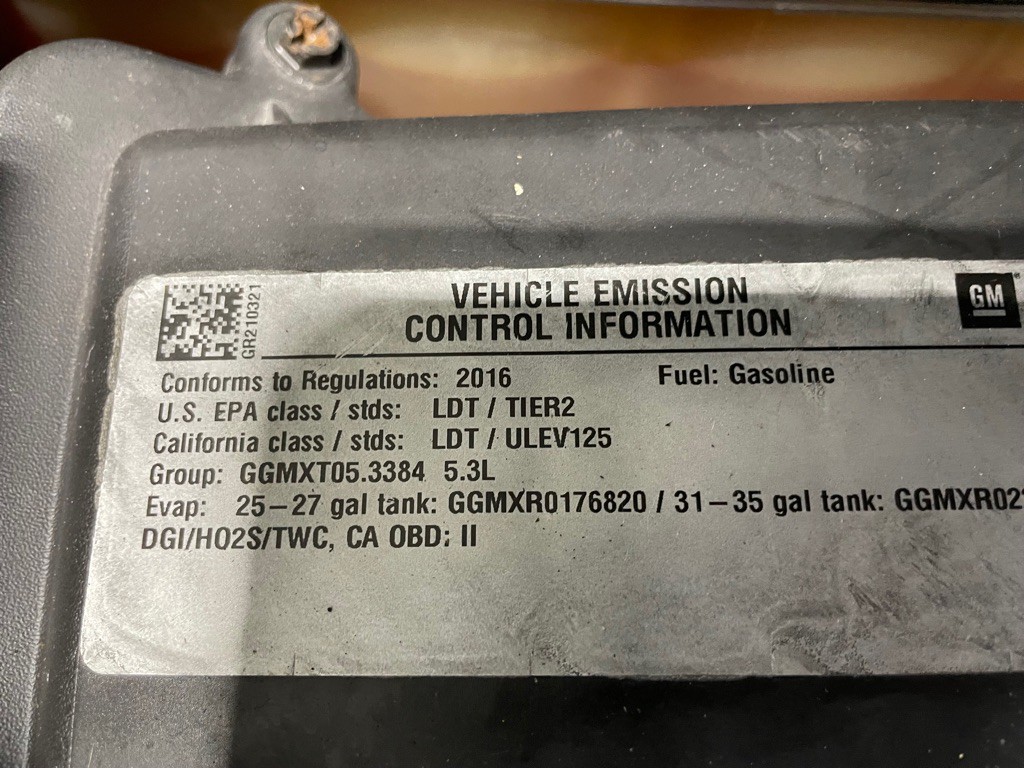 GR210321
VEHICLE EMISSION
CONTROL INFORMATION
GM
Conforms to Regulations: 2016 Fuel: Gasoline
U.S. EPA class / stds: LDT / TIER2
California class / stds: LDT / ULEV125
Group: GGMXT05.3384 5.3L
Evap: 25–27 gal tank: GGMXR0176820 / 31–35 gal tank:
DGI/HO2S/TWC, CA OBD: II